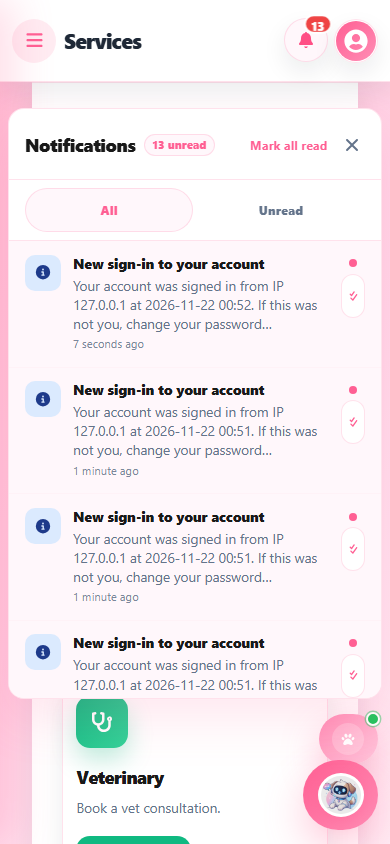 Services
13
Notifications
13 unread
Mark all read
All
Unread
New sign-in to your account
Your account was signed in from IP
127.0.0.1 at 2026-11-22 00:52. If this was
not you, change your password...
7 seconds ago
New sign-in to your account
Your account was signed in from IP
127.0.0.1 at 2026-11-22 00:51. If this was
not you, change your password...
1 minute ago
New sign-in to your account
Your account was signed in from IP
127.0.0.1 at 2026-11-22 00:51. If this was
not you, change your password...
1 minute ago
New sign-in to your account
Your account was signed in from IP
127.0.0.1 at 2026-11-22 00:51. If this was
Veterinary
Book a vet consultation.